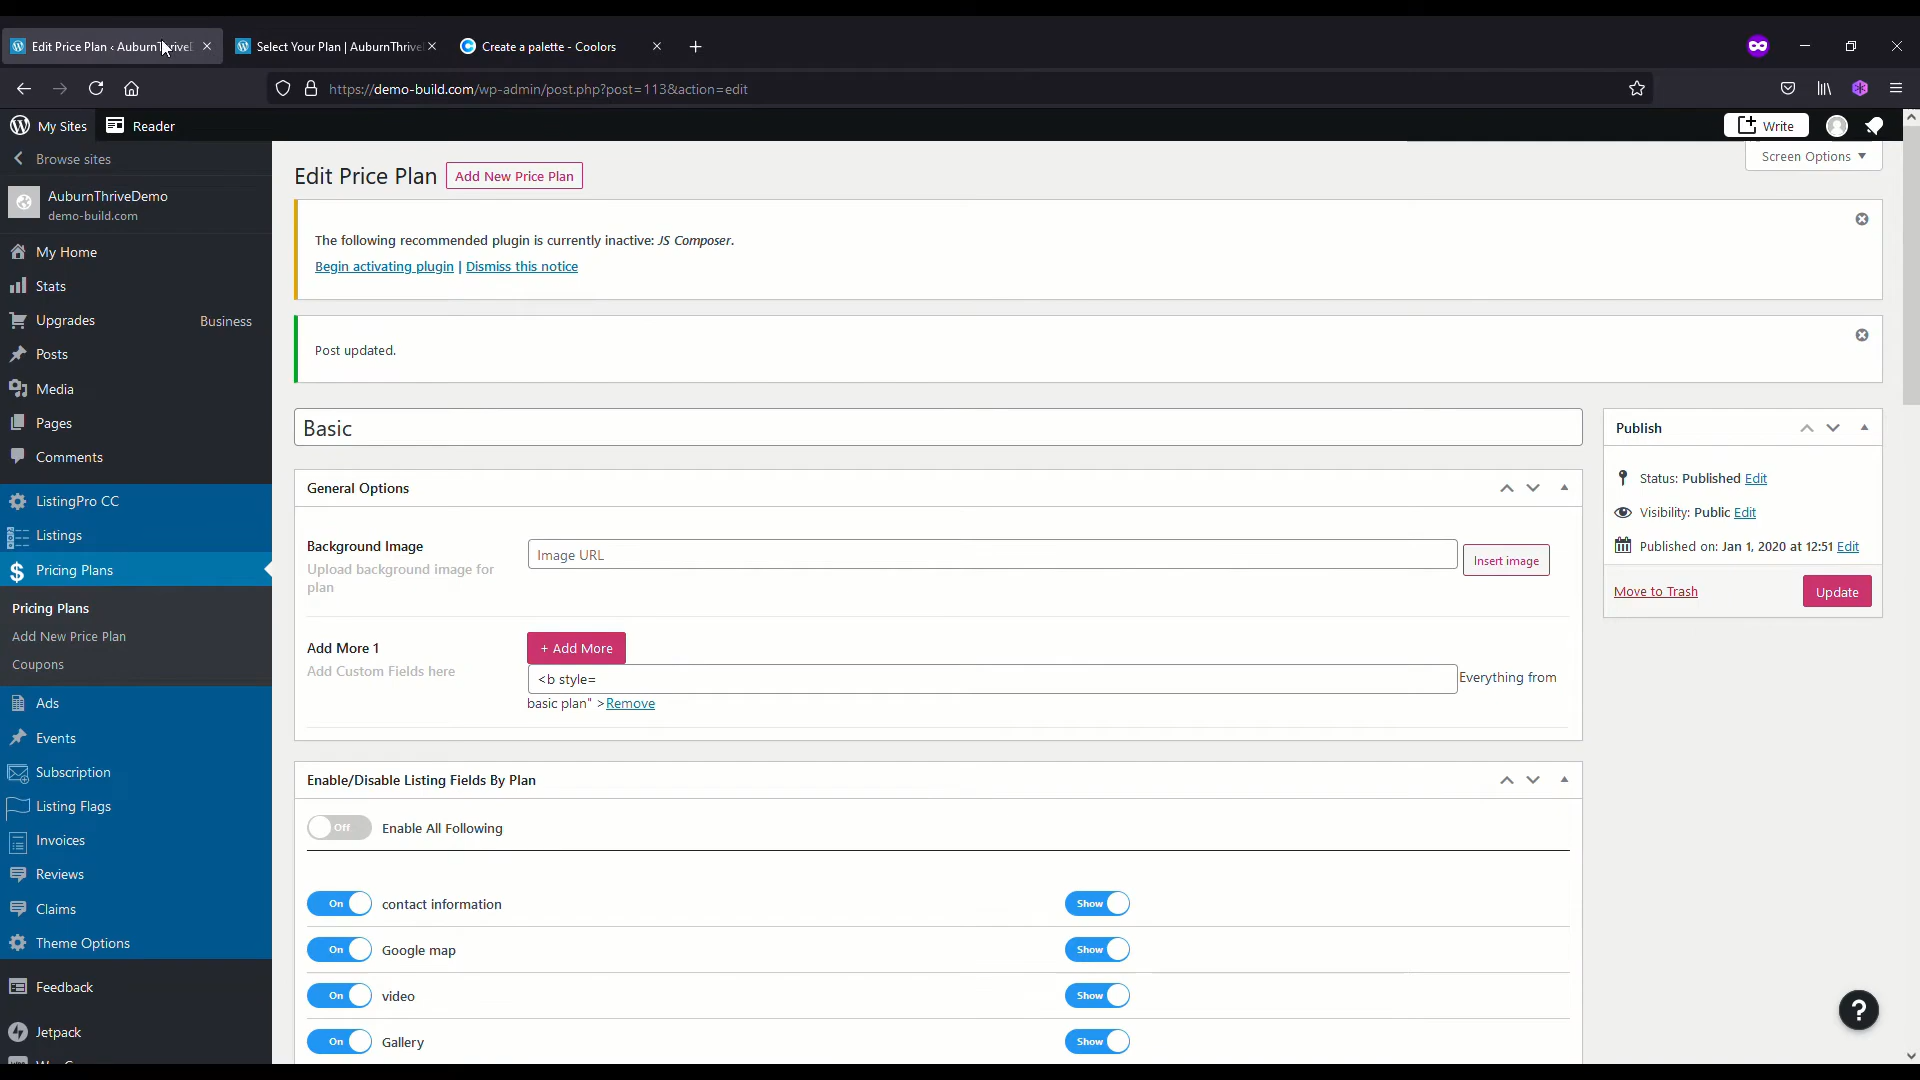 Edit Price Plan ‹ AuburnThrive
Select Your Plan | AuburnThrive
Create a palette - Coolors
https://demo-build.com/wp-admin/post.php?post=113&action=edit
My Sites
Reader
Write
Browse sites
Screen Options
AuburnThriveDemo
demo-build.com
Edit Price Plan
Add New Price Plan
The following recommended plugin is currently inactive: JS Composer.
Begin activating plugin | Dismiss this notice
Post updated.
My Home
Stats
Upgrades
Business
Posts
Media
Pages
Comments
ListingPro CC
Listings
Pricing Plans
Pricing Plans
Add New Price Plan
Coupons
Ads
Events
Subscription
Listing Flags
Invoices
Reviews
Claims
Theme Options
Feedback
Jetpack
Basic
General Options
Background Image
Upload background image for
plan
Image URL
Insert image
Add More 1
Add Custom Fields here
+ Add More
<b style=
Everything from
basic plan" >Remove
Enable/Disable Listing Fields By Plan
Off
Enable All Following
On
contact information
Show
On
Google map
Show
On
video
Show
On
Gallery
Show
Publish
Status: Published Edit
Visibility: Public Edit
Published on: Jan 1, 2020 at 12:51 Edit
Move to Trash
Update
?